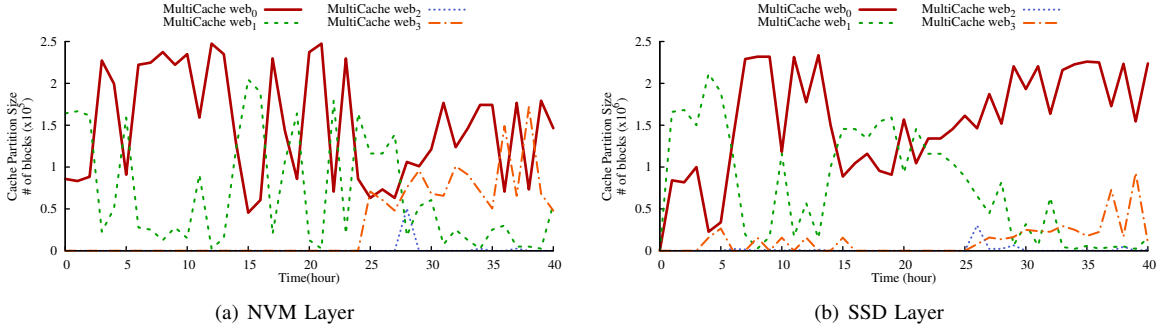 MultiCache web0
MultiCache web1
MultiCache web2
MultiCache web3
Cache Partition Size
# of blocks (x10^5)
2.5
2
1.5
1
0.5
0
0 5 10 15 20 25 30 35 40
Time(hour)
(a) NVM Layer
MultiCache web0
MultiCache web1
MultiCache web2
MultiCache web3
Cache Partition Size
# of blocks (x10^6)
2.5
2
1.5
1
0.5
0
0 5 10 15 20 25 30 35 40
Time (hour)
(b) SSD Layer